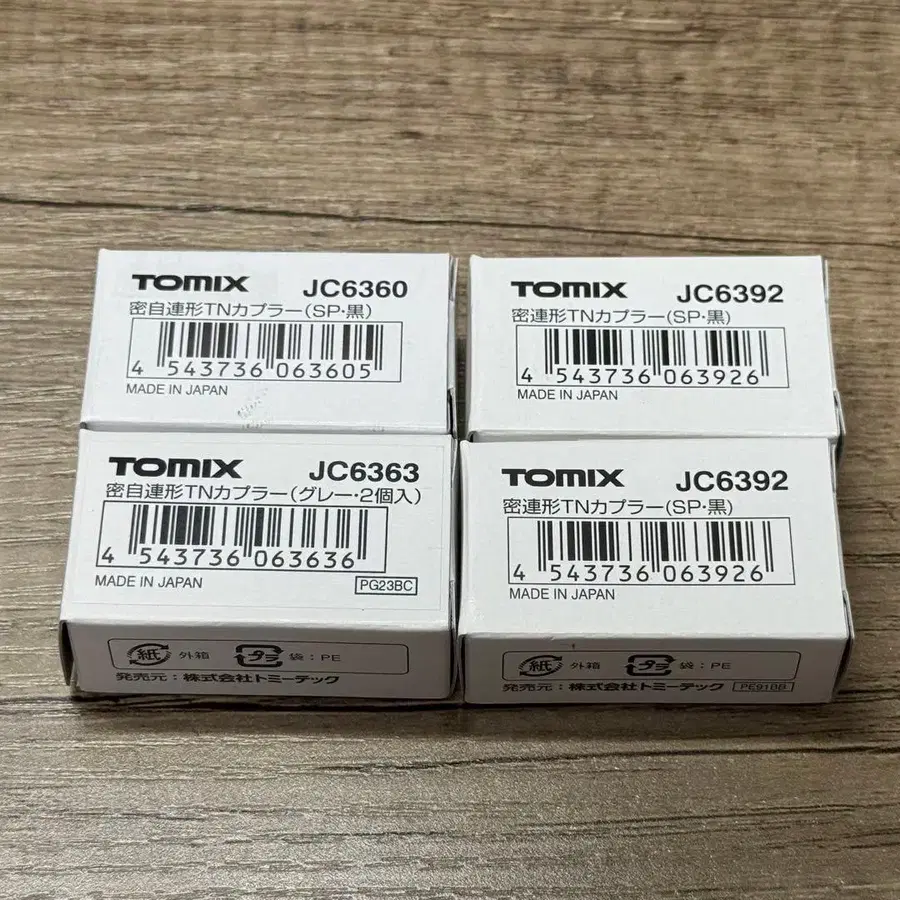 TOMIX JC6360
密自連形TNカプラー(SP・黒)
4 543736 063605
MADE IN JAPAN
TOMIX JC6392
密連形TNカプラー(SP・黒)
4 543736 063926
MADE IN JAPAN
TOMIX JC6363
密自連形TNカプラー(グレー・2個入)
4 543736 063636
MADE IN JAPAN PG23BC
紙 外箱 プラ 袋:PE
発売元:株式会社トミーテック
TOMIX JC6392
密連形TNカプラー(SP・黒)
4 543736 063926
MADE IN JAPAN
紙 外箱 プラ 袋:PE
発売元:株式会社トミーテック PE91BB